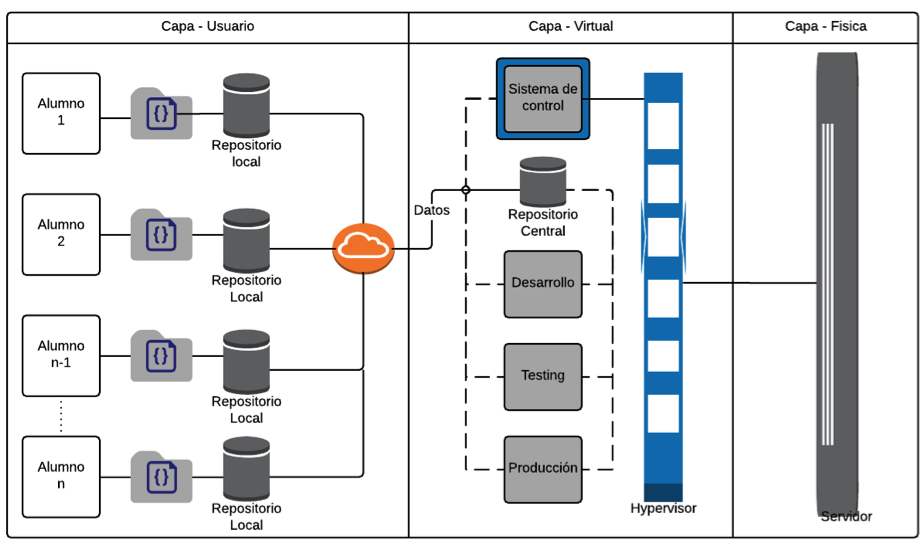 Capa - Usuario
Capa - Virtual
Capa - Fisica
Alumno
1
{}
Repositorio
local
Alumno
2
{}
Repositorio
Local
Alumno
n-1
{}
Repositorio
Local
Alumno
n
{}
Repositorio
Local
Datos
Sistema de
control
Repositorio
Central
Desarrollo
Testing
Producción
Hypervisor
Servidor